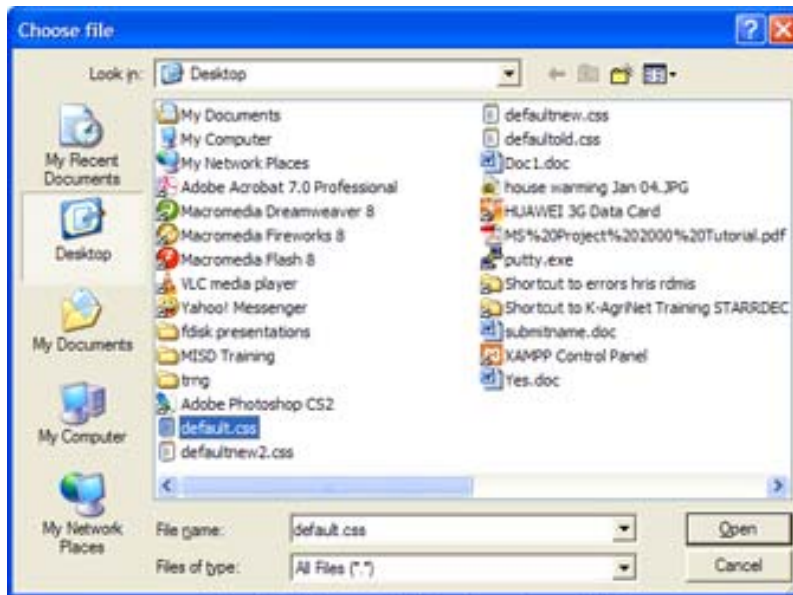 Choose file
Look in:
Desktop
My Recent
Documents
Desktop
My Documents
My Computer
My Network
Places
My Documents
My Computer
My Network Places
Adobe Acrobat 7.0 Professional
Macromedia Dreamweaver 8
Macromedia Fireworks 8
Macromedia Flash 8
VLC media player
Yahoo! Messenger
fdisk presentations
MISD Training
trng
Adobe Photoshop CS2
default.css
defaultnew2.css
defaultnew.css
defaultold.css
Doc1.doc
house warming Jan 04.JPG
HUAWEI 3G Data Card
MS%20Project%202000%20Tutorial.pdf
putty.exe
Shortcut to errors hris rdmis
Shortcut to K-AgriNet Training STARRDEC
submitname.doc
XAMPP Control Panel
Yes.doc
File name:
default.css
Open
Files of type:
All Files (*.*)
Cancel